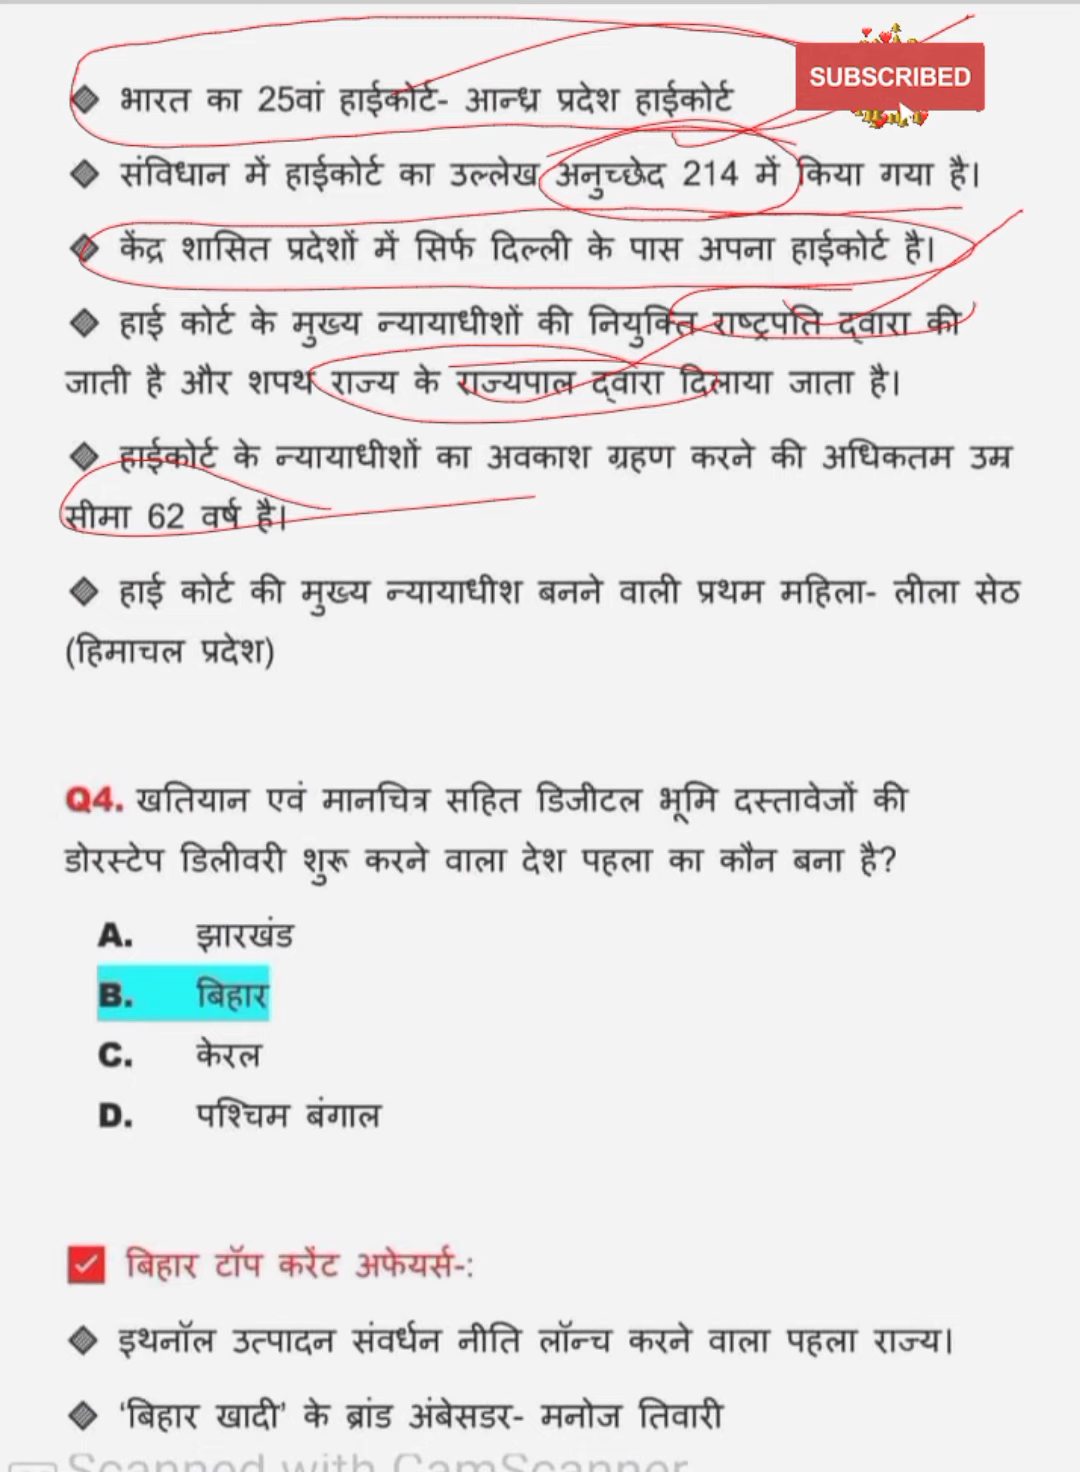 SUBSCRIBED
भारत का 25वां हाईकोर्ट- आन्ध्र प्रदेश हाईकोर्ट
संविधान में हाईकोर्ट का उल्लेख अनुच्छेद 214 में किया गया है।
केंद्र शासित प्रदेशों में सिर्फ दिल्ली के पास अपना हाईकोर्ट है।
हाई कोर्ट के मुख्य न्यायाधीशों की नियुक्ति राष्ट्रपति द्वारा की
जाती है और शपथ राज्य के राज्यपाल द्वारा दिलाया जाता है।
हाईकोर्ट के न्यायाधीशों का अवकाश ग्रहण करने की अधिकतम उम्र
सीमा 62 वर्ष है।
हाई कोर्ट की मुख्य न्यायाधीश बनने वाली प्रथम महिला- लीला सेठ
(हिमाचल प्रदेश)
Q4. खतियान एवं मानचित्र सहित डिजीटल भूमि दस्तावेजों की
डोरस्टेप डिलीवरी शुरू करने वाला देश पहला का कौन बना है?
A. झारखंड
B. बिहार
C. केरल
D. पश्चिम बंगाल
बिहार टॉप करेंट अफेयर्स-:
इथनॉल उत्पादन संवर्धन नीति लॉन्च करने वाला पहला राज्य।
'बिहार खादी' के ब्रांड अंबेसडर- मनोज तिवारी
Scanned with CamScanner